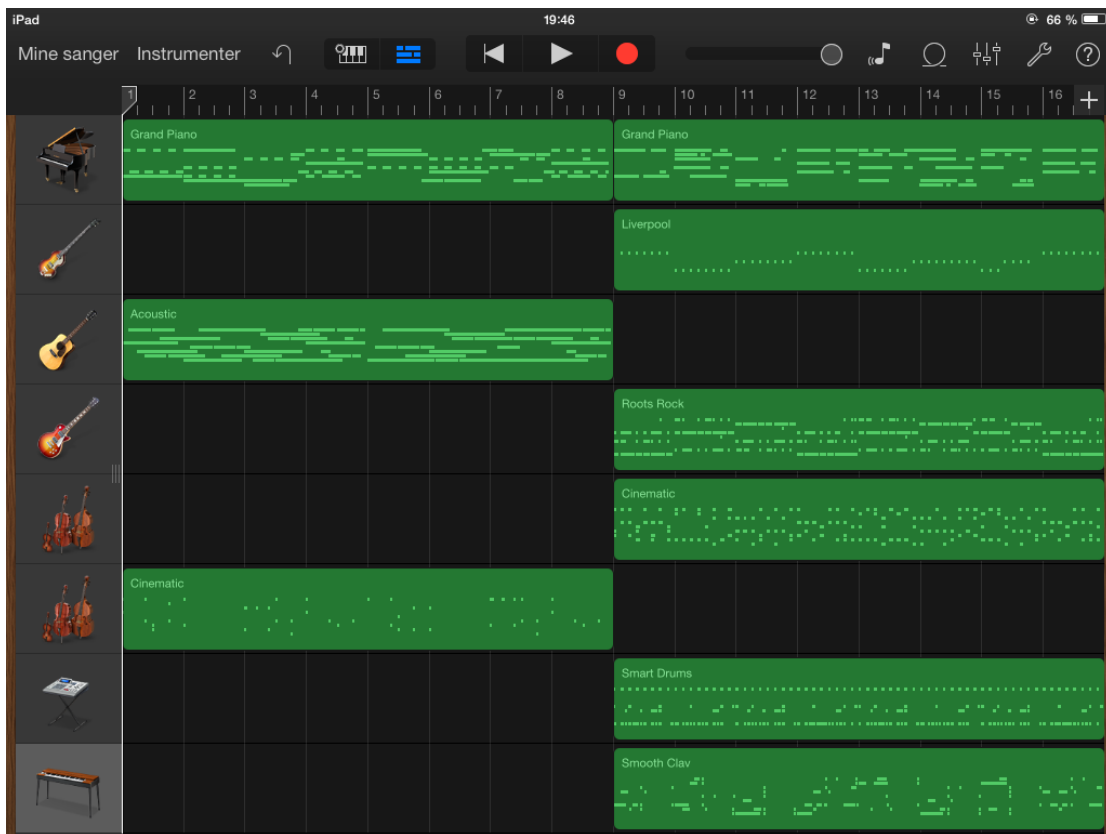 iPad 19:46 66 %
Mine sanger Instrumenter ?
1 2 3 4 5 6 7 8 9 10 11 12 13 14 15 16 +
Grand Piano Grand Piano
Liverpool
Acoustic
Roots Rock
Cinematic
Cinematic
Smart Drums
Smooth Clav